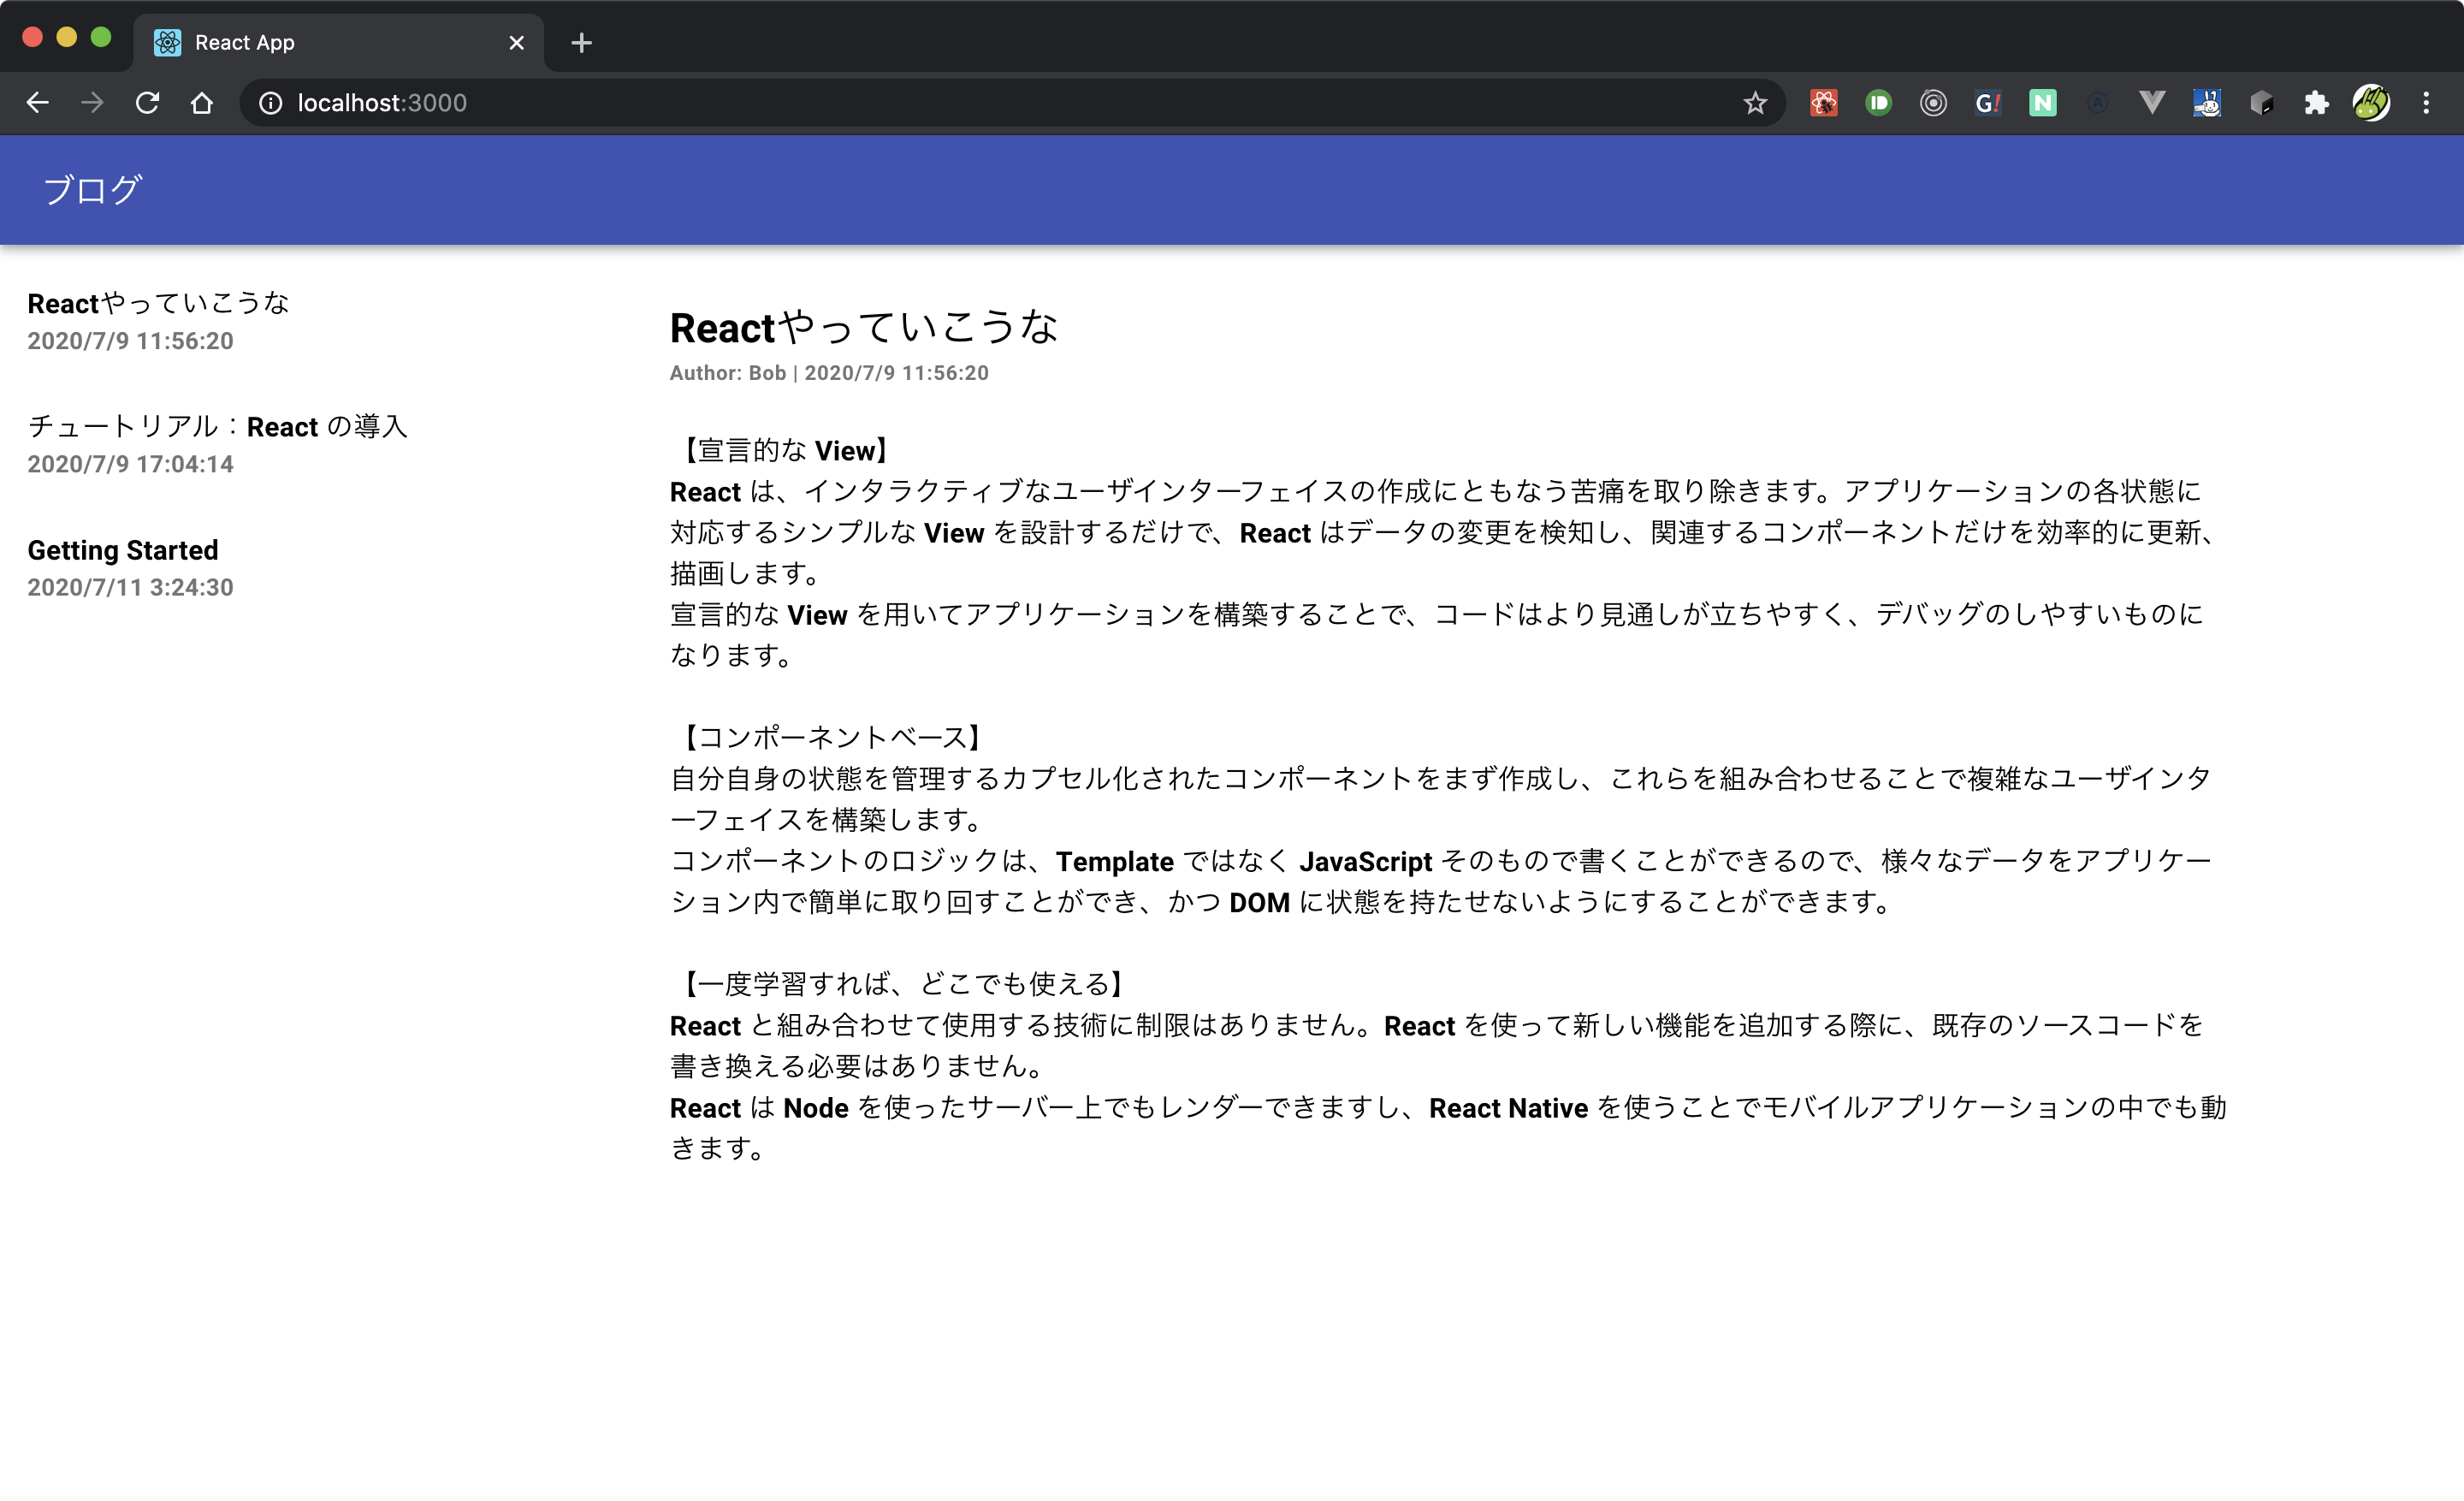 React App
localhost:3000
ブログ
Reactやっていこうな
2020/7/9 11:56:20
チュートリアル：React の導入
2020/7/9 17:04:14
Getting Started
2020/7/11 3:24:30
Reactやっていこうな
Author: Bob | 2020/7/9 11:56:20
【宣言的な View】
React は、インタラクティブなユーザインターフェイスの作成にともなう苦痛を取り除きます。アプリケーションの各状態に
対応するシンプルな View を設計するだけで、React はデータの変更を検知し、関連するコンポーネントだけを効率的に更新、
描画します。
宣言的な View を用いてアプリケーションを構築することで、コードはより見通しが立ちやすく、デバッグのしやすいものに
なります。
【コンポーネントベース】
自分自身の状態を管理するカプセル化されたコンポーネントをまず作成し、これらを組み合わせることで複雑なユーザインタ
ーフェイスを構築します。
コンポーネントのロジックは、Template ではなく JavaScript そのもので書くことができるので、様々なデータをアプリケー
ション内で簡単に取り回すことができ、かつ DOM に状態を持たせないようにすることができます。
【一度学習すれば、どこでも使える】
React と組み合わせて使用する技術に制限はありません。React を使って新しい機能を追加する際に、既存のソースコードを
書き換える必要はありません。
React は Node を使ったサーバー上でもレンダーできますし、React Native を使うことでモバイルアプリケーションの中でも動
きます。